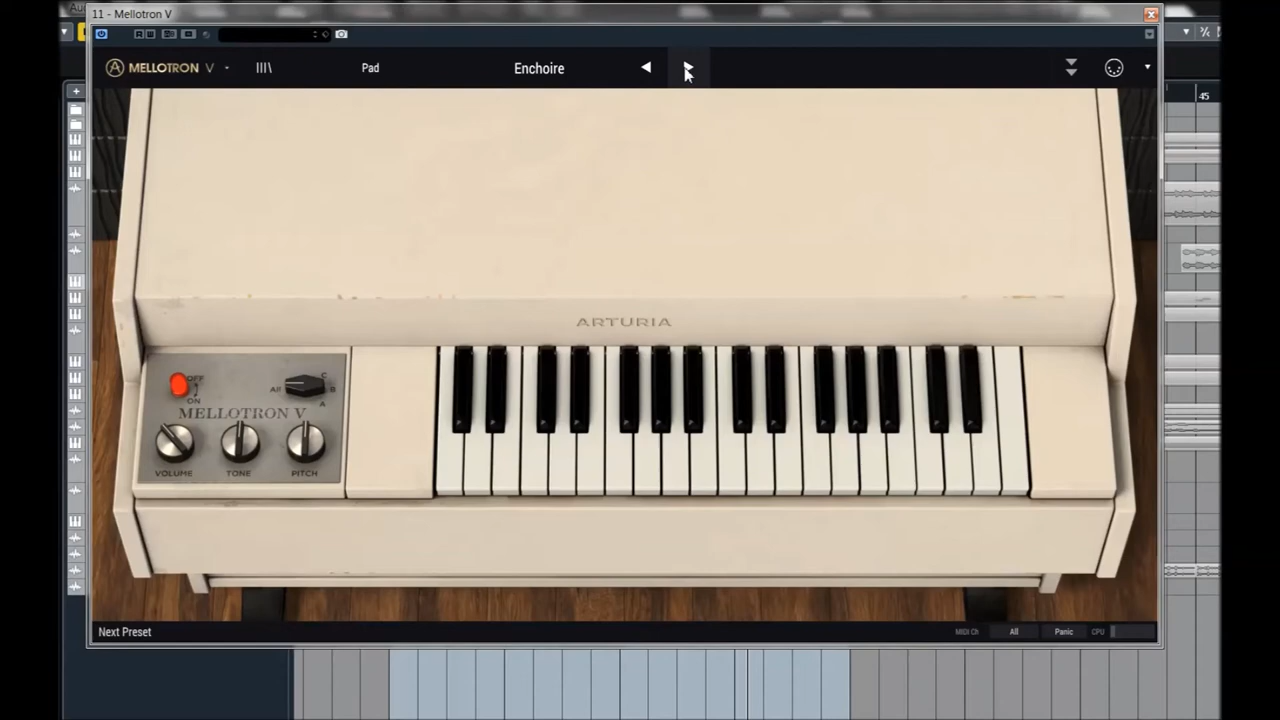 11 - Mellotron V
MELLOTRON V
Pad
Enchoire
45
ARTURIA
OFF
ON
All
C
B
A
MELLOTRON V
VOLUME
TONE
PITCH
Next Preset
MIDI Ch
All
Panic
CPU